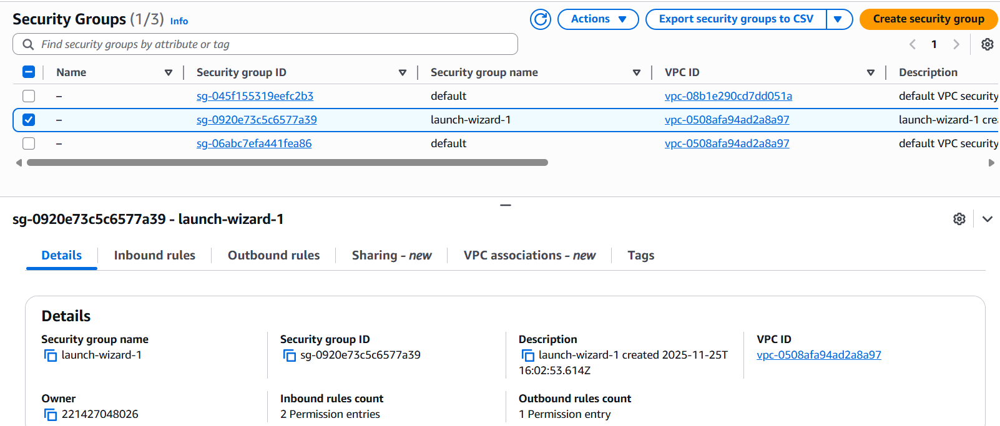 Security Groups (1/3) Info
Actions
Export security groups to CSV
Create security group
Find security groups by attribute or tag
1
Name
Security group ID
Security group name
VPC ID
Description
– sg-045f155319eefc2b3 default vpc-08b1e290cd7dd051a default VPC security
– sg-0920e73c5c6577a39 launch-wizard-1 vpc-0508afa94ad2a8a97 launch-wizard-1 cre
– sg-06abc7efa441fea86 default vpc-0508afa94ad2a8a97 default VPC security
sg-0920e73c5c6577a39 - launch-wizard-1
Details
Inbound rules
Outbound rules
Sharing - new
VPC associations - new
Tags
Details
Security group name
launch-wizard-1
Security group ID
sg-0920e73c5c6577a39
Description
launch-wizard-1 created 2025-11-25T
16:02:53.614Z
VPC ID
vpc-0508afa94ad2a8a97
Owner
221427048026
Inbound rules count
2 Permission entries
Outbound rules count
1 Permission entry